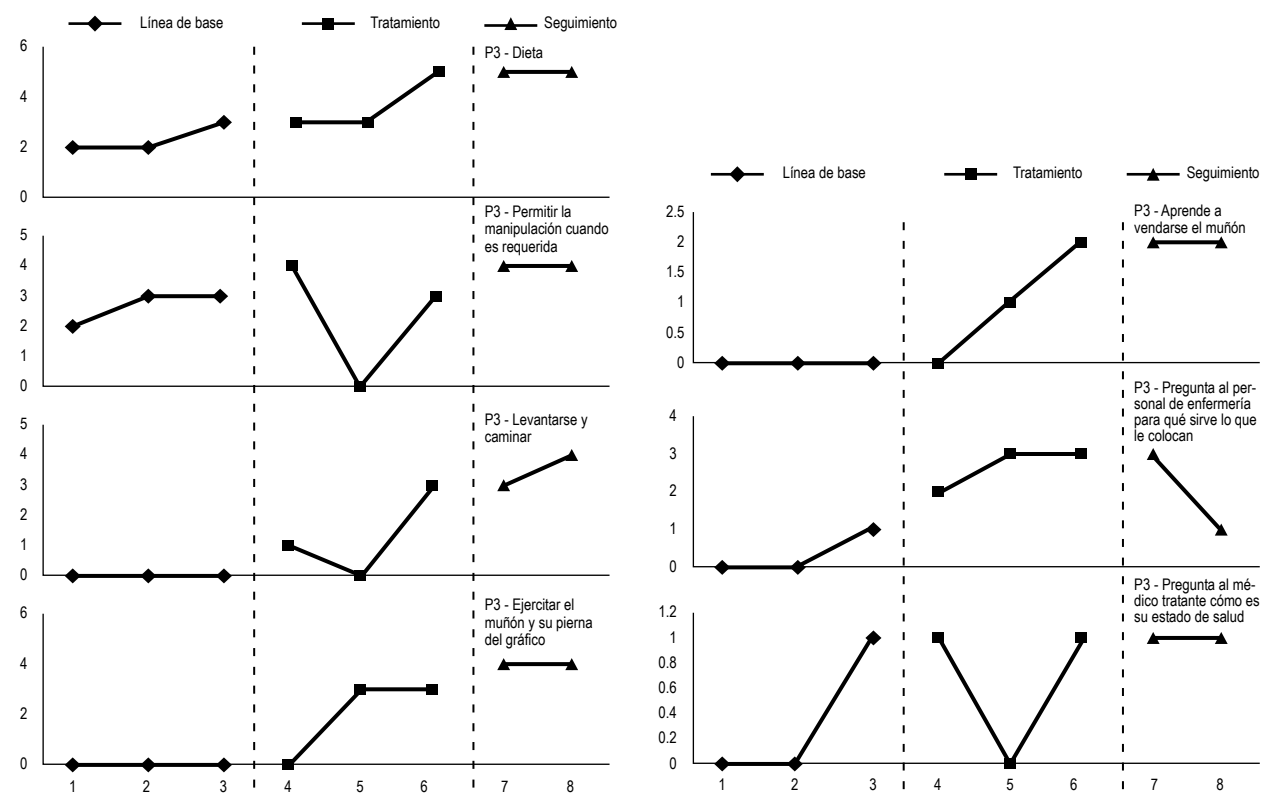 Línea de base Tratamiento Seguimiento
6
4
2
0
P3 - Dieta
5
4
3
2
1
0
P3 - Permitir la
manipulación cuando
es requerida
5
4
3
2
1
0
P3 - Levantarse y
caminar
6
4
2
0
P3 - Ejercitar el
muñón y su pierna
del gráfico
1 2 3 4 5 6 7 8
Línea de base Tratamiento Seguimiento
2.5
2
1.5
1
0.5
0
P3 - Aprende a
vendarse el muñón
4
3
2
1
0
P3 - Pregunta al per-
sonal de enfermería
para qué sirve lo que
le colocan
1.2
1
0.8
0.6
0.4
0.2
0
P3 - Pregunta al mé-
dico tratante cómo es
su estado de salud
1 2 3 4 5 6 7 8